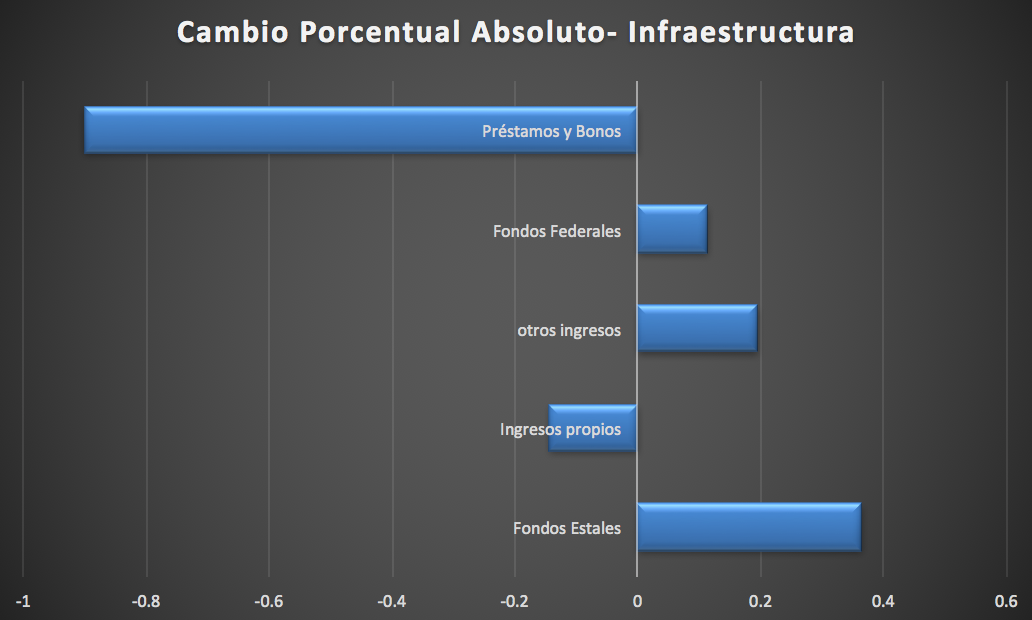 Cambio Porcentual Absoluto- Infraestructura
Préstamos y Bonos
Fondos Federales
otros ingresos
Ingresos propios
Fondos Estales
-1 -0.8 -0.6 -0.4 -0.2 0 0.2 0.4 0.6